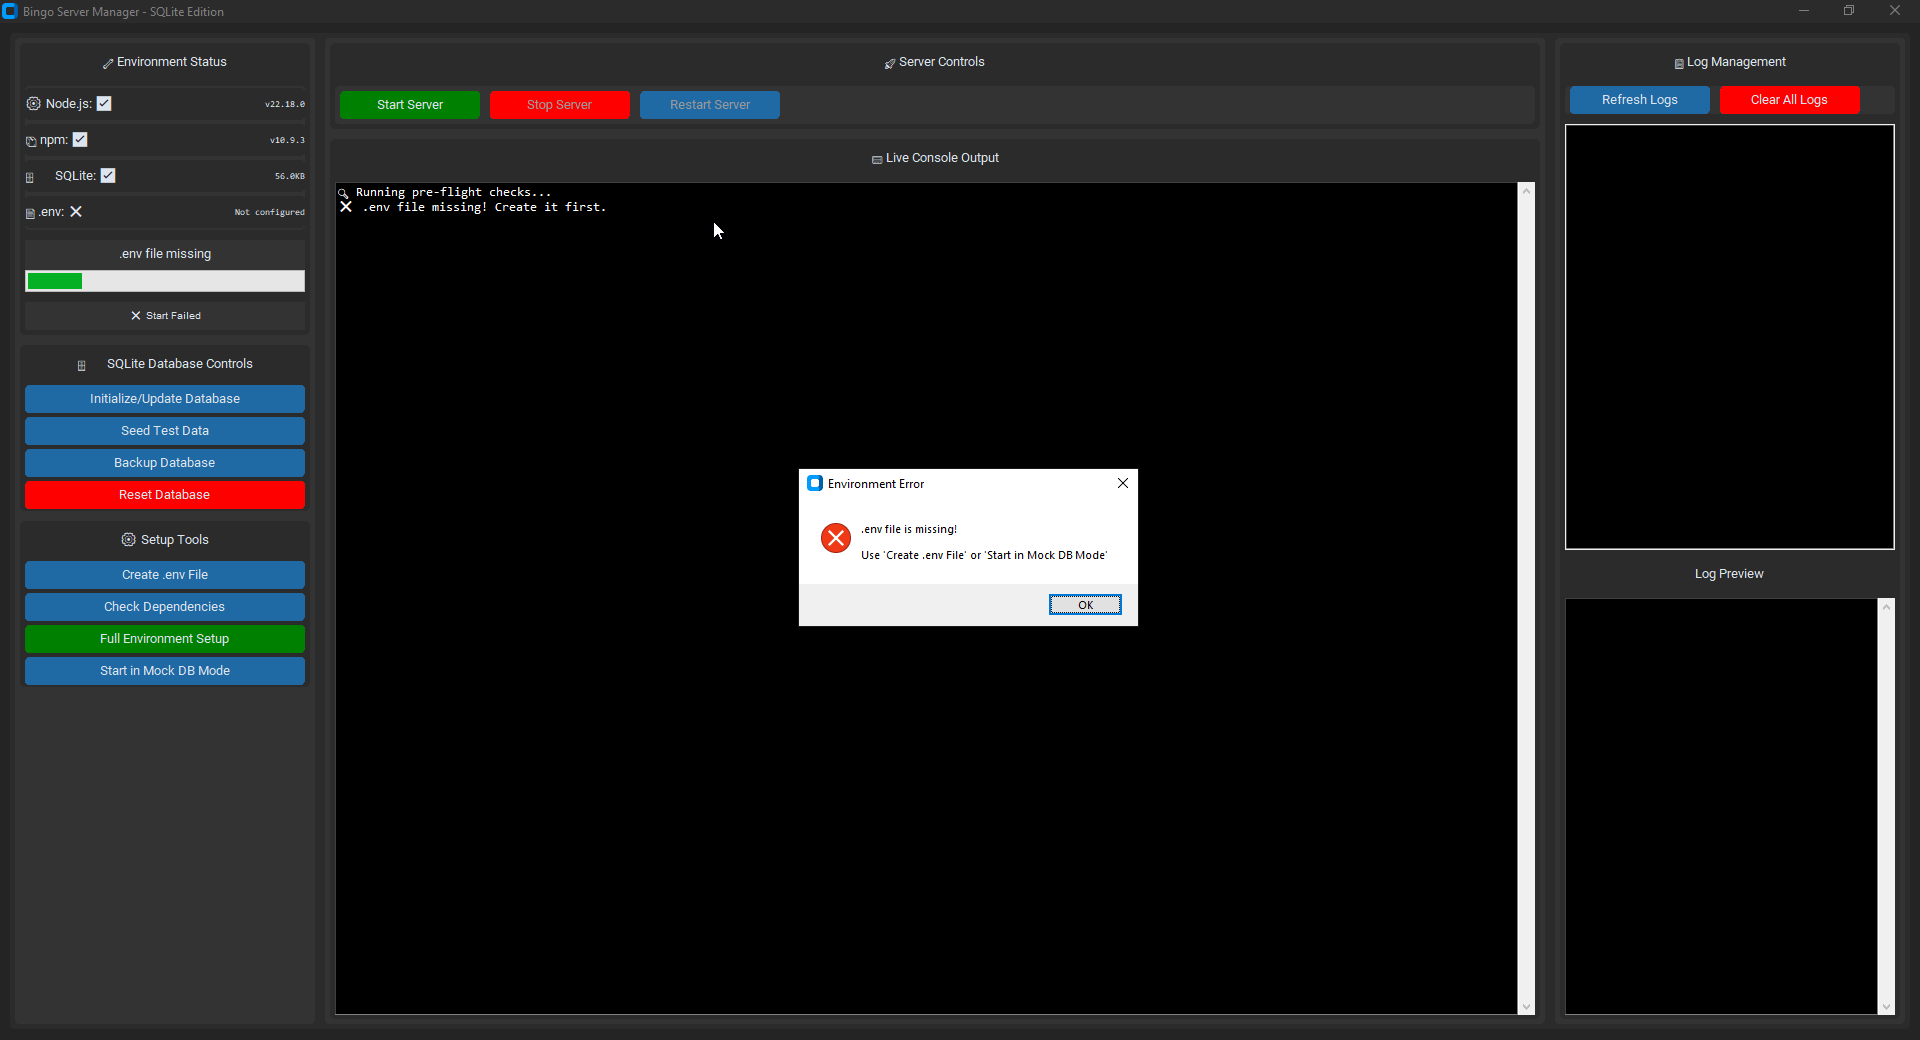 Bingo Server Manager - SQLite Edition
Environment Status
Node.js:
v22.18.0
npm:
v10.9.3
SQLite:
56.0KB
.env:
Not configured
.env file missing
Start Failed
SQLite Database Controls
Initialize/Update Database
Seed Test Data
Backup Database
Reset Database
Setup Tools
Create .env File
Check Dependencies
Full Environment Setup
Start in Mock DB Mode
Server Controls
Start Server
Stop Server
Restart Server
Live Console Output
Running pre-flight checks...
.env file missing! Create it first.
Environment Error
.env file is missing!
Use 'Create .env File' or 'Start in Mock DB Mode'
OK
Log Management
Refresh Logs
Clear All Logs
Log Preview